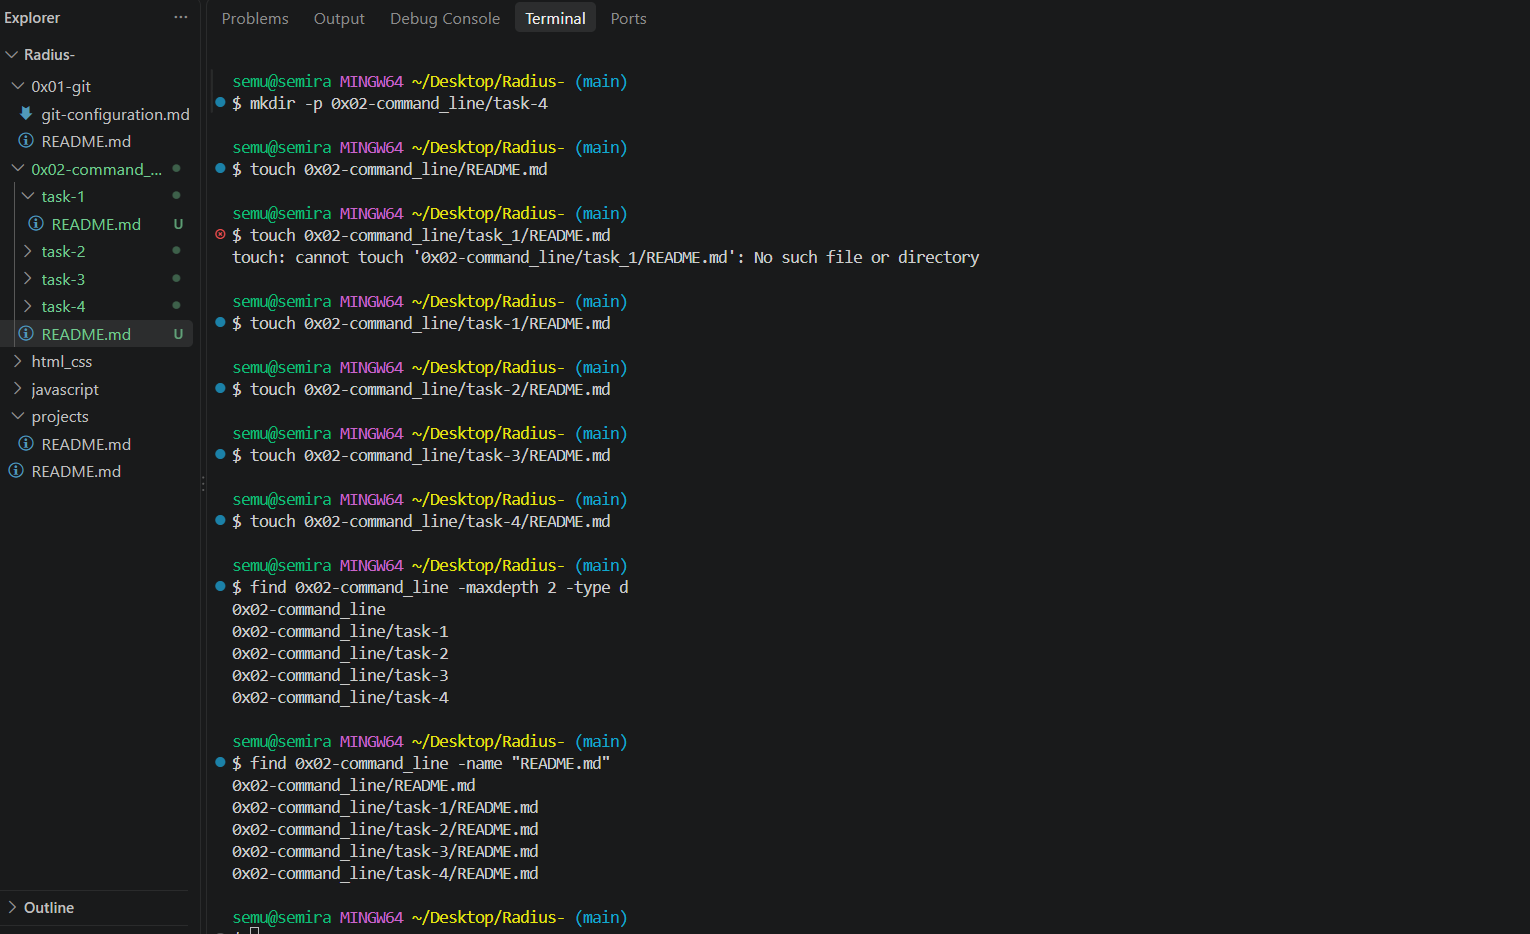 Explorer ···
Radius-
0x01-git
git-configuration.md
README.md
0x02-command_...
task-1
README.md U
task-2
task-3
task-4
README.md U
html_css
javascript
projects
README.md
README.md
Outline
Problems Output Debug Console Terminal Ports
semu@semira MINGW64 ~/Desktop/Radius- (main)
$ mkdir -p 0x02-command_line/task-4
semu@semira MINGW64 ~/Desktop/Radius- (main)
$ touch 0x02-command_line/README.md
semu@semira MINGW64 ~/Desktop/Radius- (main)
$ touch 0x02-command_line/task_1/README.md
touch: cannot touch '0x02-command_line/task_1/README.md': No such file or directory
semu@semira MINGW64 ~/Desktop/Radius- (main)
$ touch 0x02-command_line/task-1/README.md
semu@semira MINGW64 ~/Desktop/Radius- (main)
$ touch 0x02-command_line/task-2/README.md
semu@semira MINGW64 ~/Desktop/Radius- (main)
$ touch 0x02-command_line/task-3/README.md
semu@semira MINGW64 ~/Desktop/Radius- (main)
$ touch 0x02-command_line/task-4/README.md
semu@semira MINGW64 ~/Desktop/Radius- (main)
$ find 0x02-command_line -maxdepth 2 -type d
0x02-command_line
0x02-command_line/task-1
0x02-command_line/task-2
0x02-command_line/task-3
0x02-command_line/task-4
semu@semira MINGW64 ~/Desktop/Radius- (main)
$ find 0x02-command_line -name "README.md"
0x02-command_line/README.md
0x02-command_line/task-1/README.md
0x02-command_line/task-2/README.md
0x02-command_line/task-3/README.md
0x02-command_line/task-4/README.md
semu@semira MINGW64 ~/Desktop/Radius- (main)